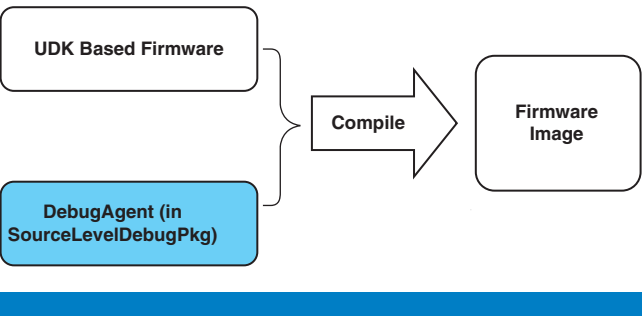 UDK Based Firmware
Compile
Firmware
Image
DebugAgent (in
SourceLevelDebugPkg)